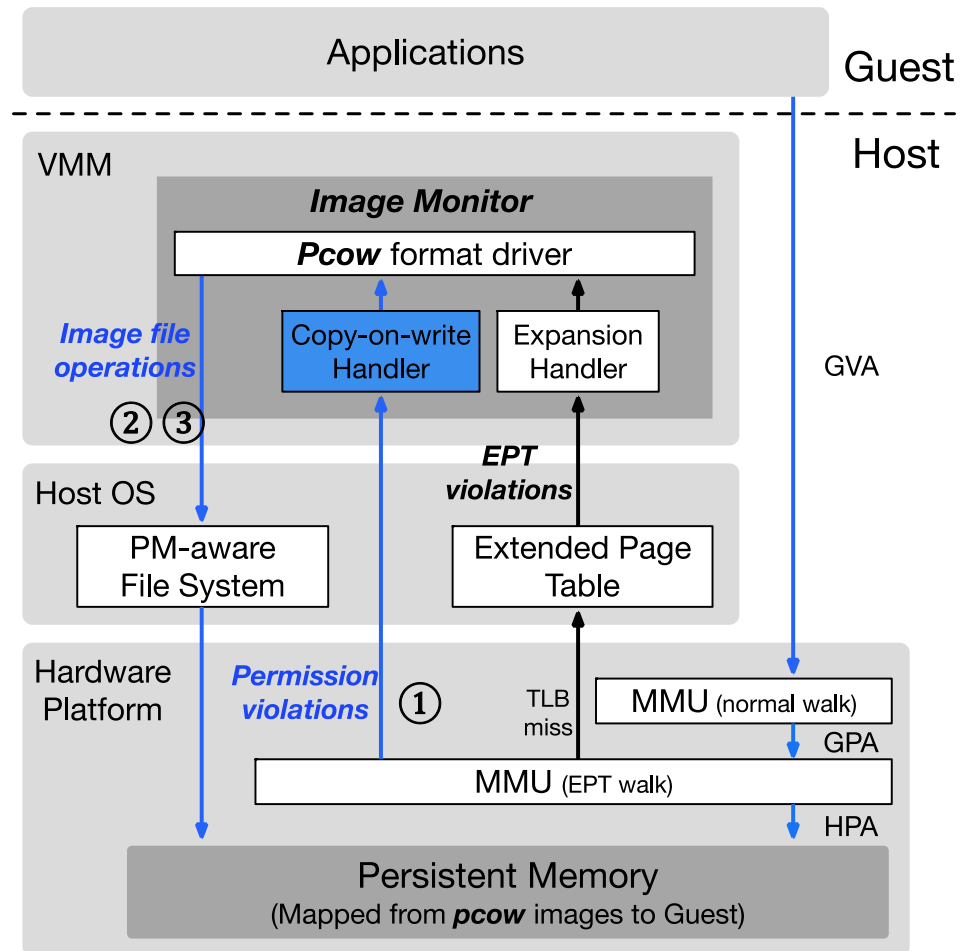 Applications
Guest
Host
VMM
Image Monitor
Pcow format driver
Image file
operations
Copy-on-write
Handler
Expansion
Handler
GVA
② ③
EPT
violations
Host OS
PM-aware
File System
Extended Page
Table
Hardware
Platform
Permission
violations
①
TLB
miss
MMU (normal walk)
GPA
MMU (EPT walk)
HPA
Persistent Memory
(Mapped from pcow images to Guest)